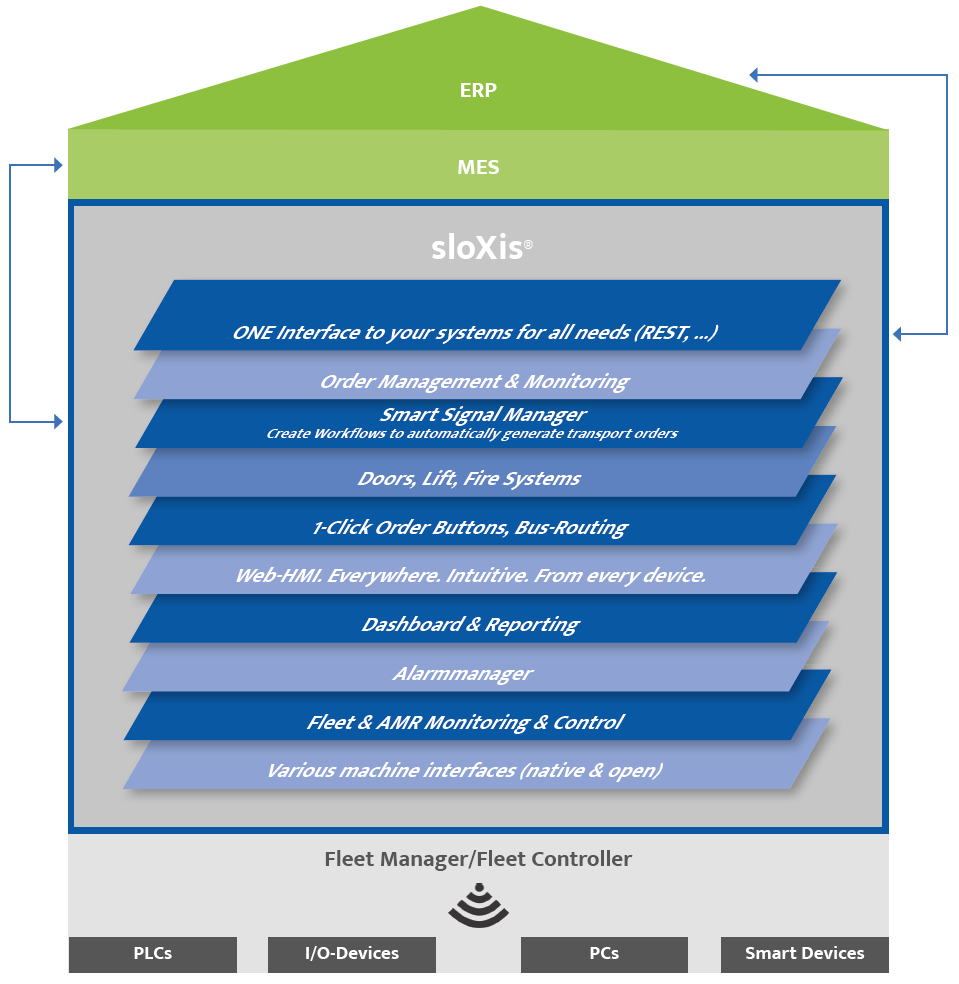 ERP
MES
sloXis®
ONE Interface to your systems for all needs (REST, ...)
Order Management & Monitoring
Smart Signal Manager
Create Workflows to automatically generate transport orders
Doors, Lift, Fire Systems
1-Click Order Buttons, Bus-Routing
Web-HMI. Everywhere. Intuitive. From every device.
Dashboard & Reporting
Alarmmanager
Fleet & AMR Monitoring & Control
Various machine interfaces (native & open)
Fleet Manager/Fleet Controller
PLCs
I/O-Devices
PCs
Smart Devices